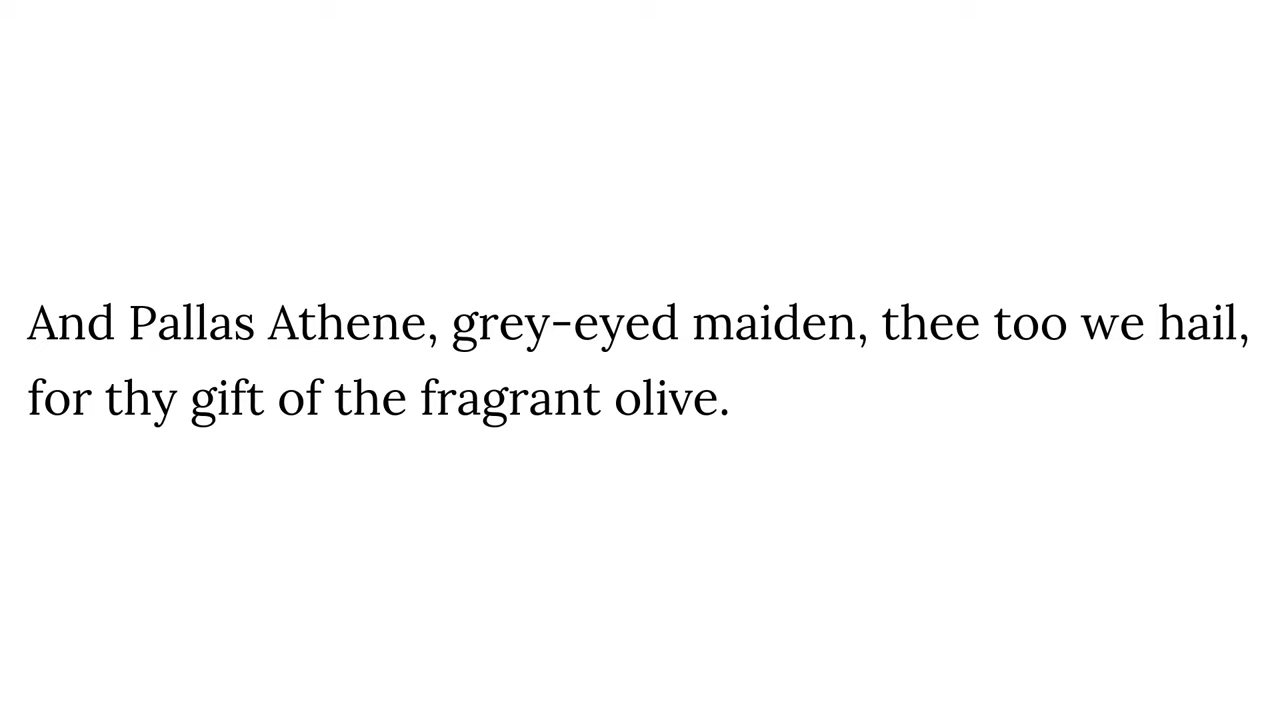 And Pallas Athene, grey-eyed maiden, thee too we hail,
for thy gift of the fragrant olive.